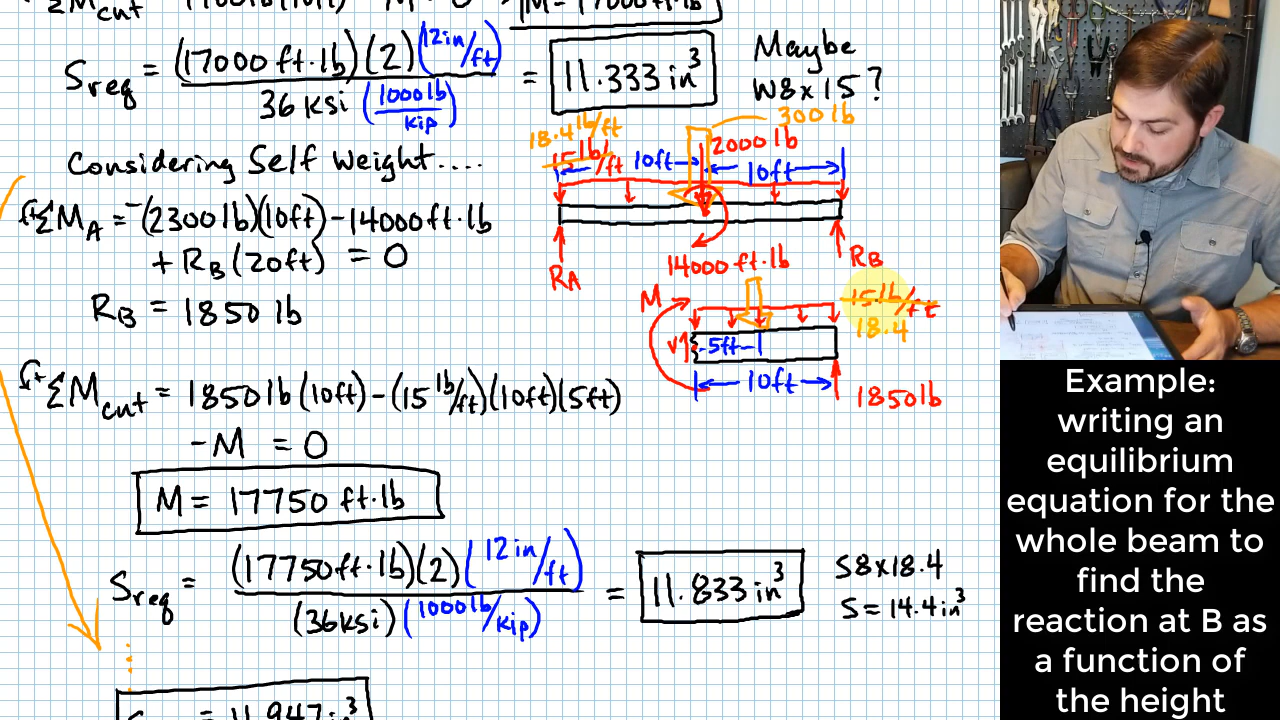 ΣM_cut
M = 17000 ft·lb
S_req = (17000 ft·lb)(2)(12in/ft) / 36 ksi (1000 lb/kip) = 11.333 in³
Maybe
W8x15?
Considering Self Weight....
ΣM_A = -(2300 lb)(10ft) - 14000 ft·lb
+ R_B (20ft) = 0
R_B = 1850 lb
18.4 lb/ft
300 lb
15 lb/ft
10ft
2000 lb
10ft
R_A
14000 ft·lb
R_B
M
15 lb/ft
18.4
V
5ft
10ft
1850 lb
ΣM_cut = 1850 lb (10ft) - (15 lb/ft)(10ft)(5ft)
-M = 0
M = 17750 ft·lb
S_req = (17750 ft·lb)(2)(12 in/ft) / (36 ksi)(1000 lb/kip) = 11.833 in³
S8x18.4
S = 14.4 in³
= 11.947 in³
Example:
writing an
equilibrium
equation for the
whole beam to
find the
reaction at B as
a function of
the height